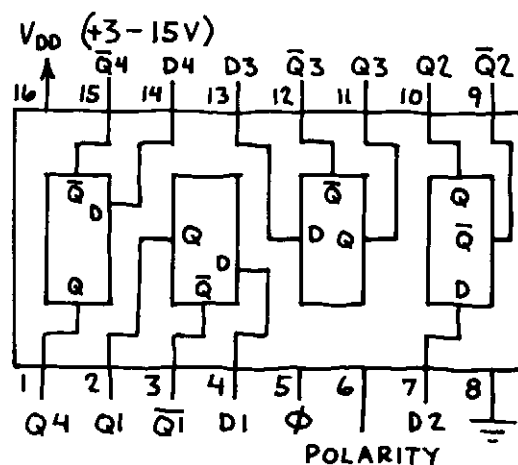 V_DD (+3-15V)
Q̅4 D4 D3 Q̅3 Q3 Q2 Q̅2
16 15 14 13 12 11 10 9
Q̅ D Q
Q D Q̅
Q̅ D Q
Q Q̅ D
1 2 3 4 5 6 7 8
Q4 Q1 Q̅1 D1 Φ D2
POLARITY